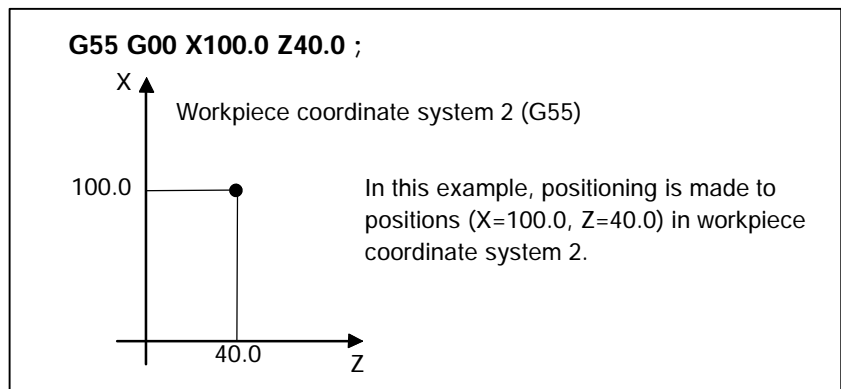 G55 G00 X100.0 Z40.0 ;
X
Workpiece coordinate system 2 (G55)
100.0
In this example, positioning is made to
positions (X=100.0, Z=40.0) in workpiece
coordinate system 2.
40.0
Z